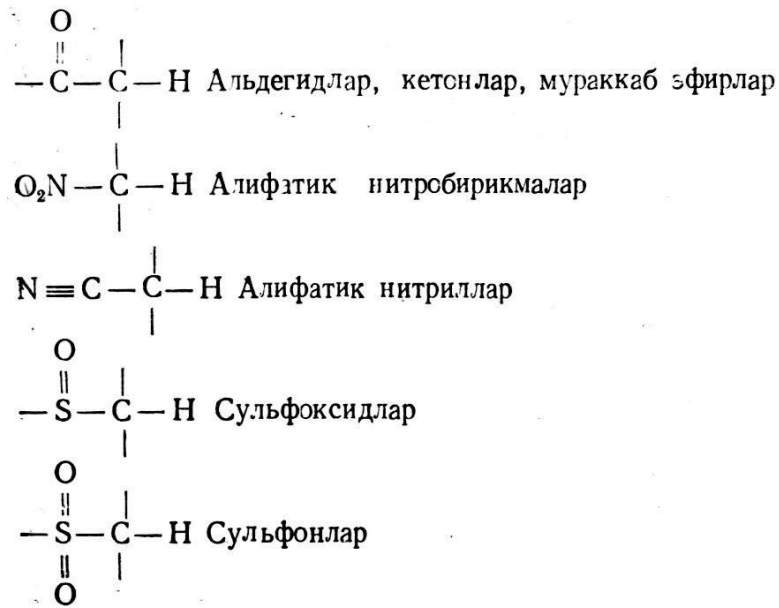 O
‖ |
—C—C—H Альдегидлар, кетонлар, мураккаб эфирлар
|
|
O₂N—C—H Алифатик нитробирикмалар
|
|
N≡C—C—H Алифатик нитриллар
|
O
‖ |
—S—C—H Сульфоксидлар
|
O
‖ |
—S—C—H Сульфонлар
‖ |
O